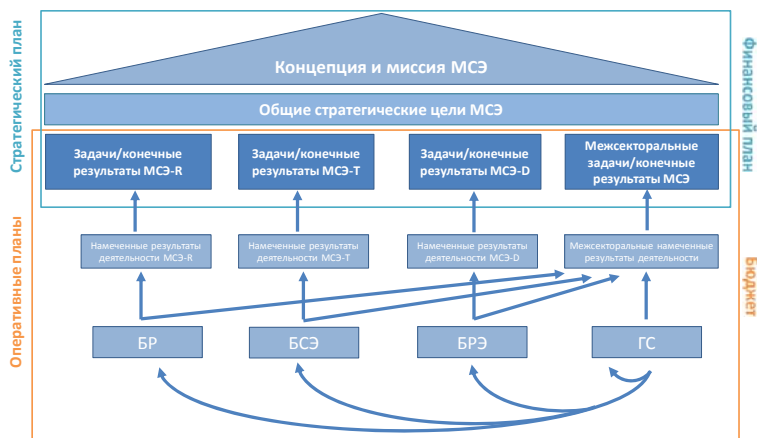 Стратегический план
Финансовый план
Концепция и миссия МСЭ
Общие стратегические цели МСЭ
Задачи/конечные
результаты МСЭ-R
Задачи/конечные
результаты МСЭ-T
Задачи/конечные
результаты МСЭ-D
Межсекторальные
задачи/конечные
результаты МСЭ
Оперативные планы
Бюджет
Намеченные результаты
деятельности МСЭ-R
Намеченные результаты
деятельности МСЭ-T
Намеченные результаты
деятельности МСЭ-D
Межсекторальные намеченные
результаты деятельности
БР
БСЭ
БРЭ
ГС